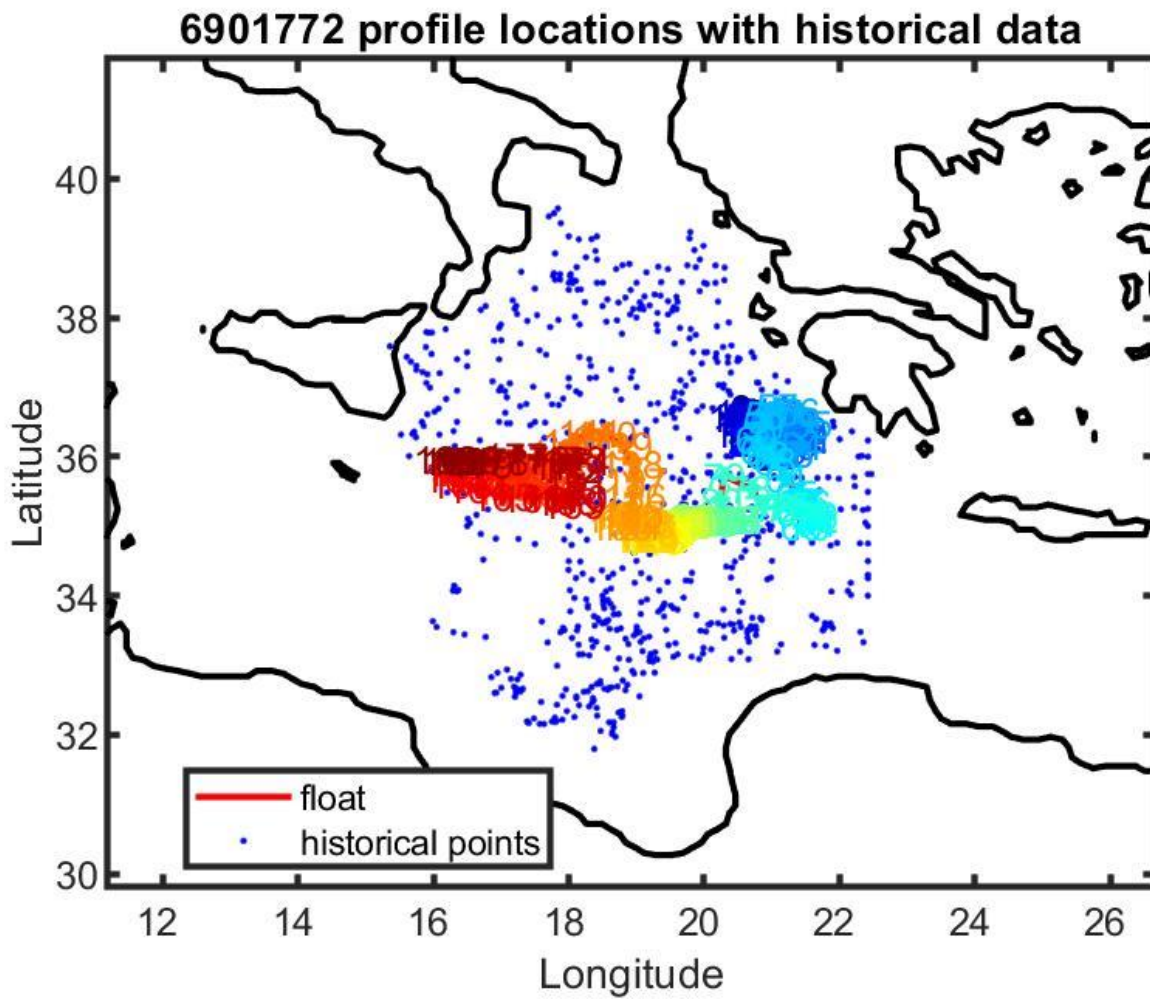 6901772 profile locations with historical data
40
38
36
34
32
30
Latitude
float
historical points
12 14 16 18 20 22 24 26
Longitude